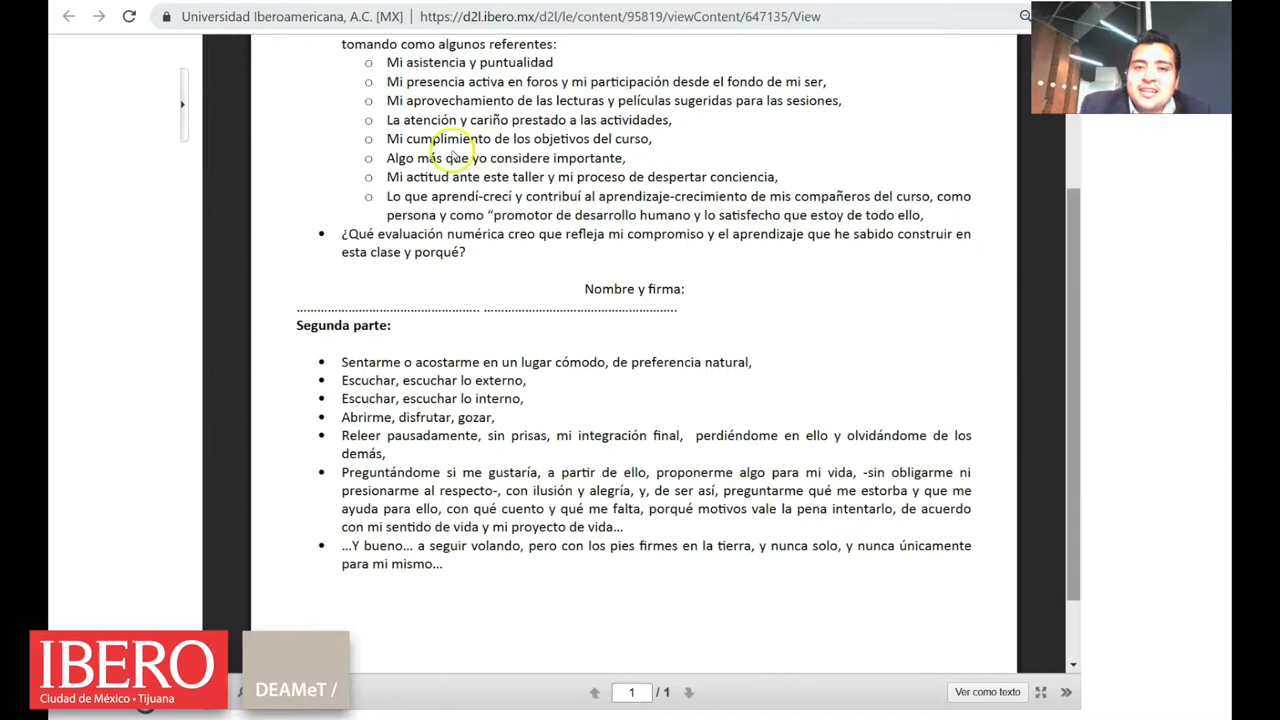 Universidad Iberoamericana, A.C. [MX] | https://d2l.ibero.mx/d2l/le/content/95819/viewContent/647135/View
tomando como algunos referentes:
o Mi asistencia y puntualidad
o Mi presencia activa en foros y mi participación desde el fondo de mi ser,
o Mi aprovechamiento de las lecturas y películas sugeridas para las sesiones,
o La atención y cariño prestado a las actividades,
o Mi cumplimiento de los objetivos del curso,
o Algo más que yo considere importante,
o Mi actitud ante este taller y mi proceso de despertar conciencia,
o Lo que aprendí-crecí y contribuí al aprendizaje-crecimiento de mis compañeros del curso, como
persona y como “promotor de desarrollo humano y lo satisfecho que estoy de todo ello,
• ¿Qué evaluación numérica creo que refleja mi compromiso y el aprendizaje que he sabido construir en
esta clase y porqué?
Nombre y firma:
………………………………………….. …………………………………………..
Segunda parte:
• Sentarme o acostarme en un lugar cómodo, de preferencia natural,
• Escuchar, escuchar lo externo,
• Escuchar, escuchar lo interno,
• Abrirme, disfrutar, gozar,
• Releer pausadamente, sin prisas, mi integración final, perdiéndome en ello y olvidándome de los
demás,
• Preguntándome si me gustaría, a partir de ello, proponerme algo para mi vida, -sin obligarme ni
presionarme al respecto-, con ilusión y alegría, y, de ser así, preguntarme qué me estorba y que me
ayuda para ello, con qué cuento y qué me falta, porqué motivos vale la pena intentarlo, de acuerdo
con mi sentido de vida y mi proyecto de vida…
• …Y bueno… a seguir volando, pero con los pies firmes en la tierra, y nunca solo, y nunca únicamente
para mi mismo…
IBERO
Ciudad de México · Tijuana
DEAMeT /
1 / 1
Ver como texto